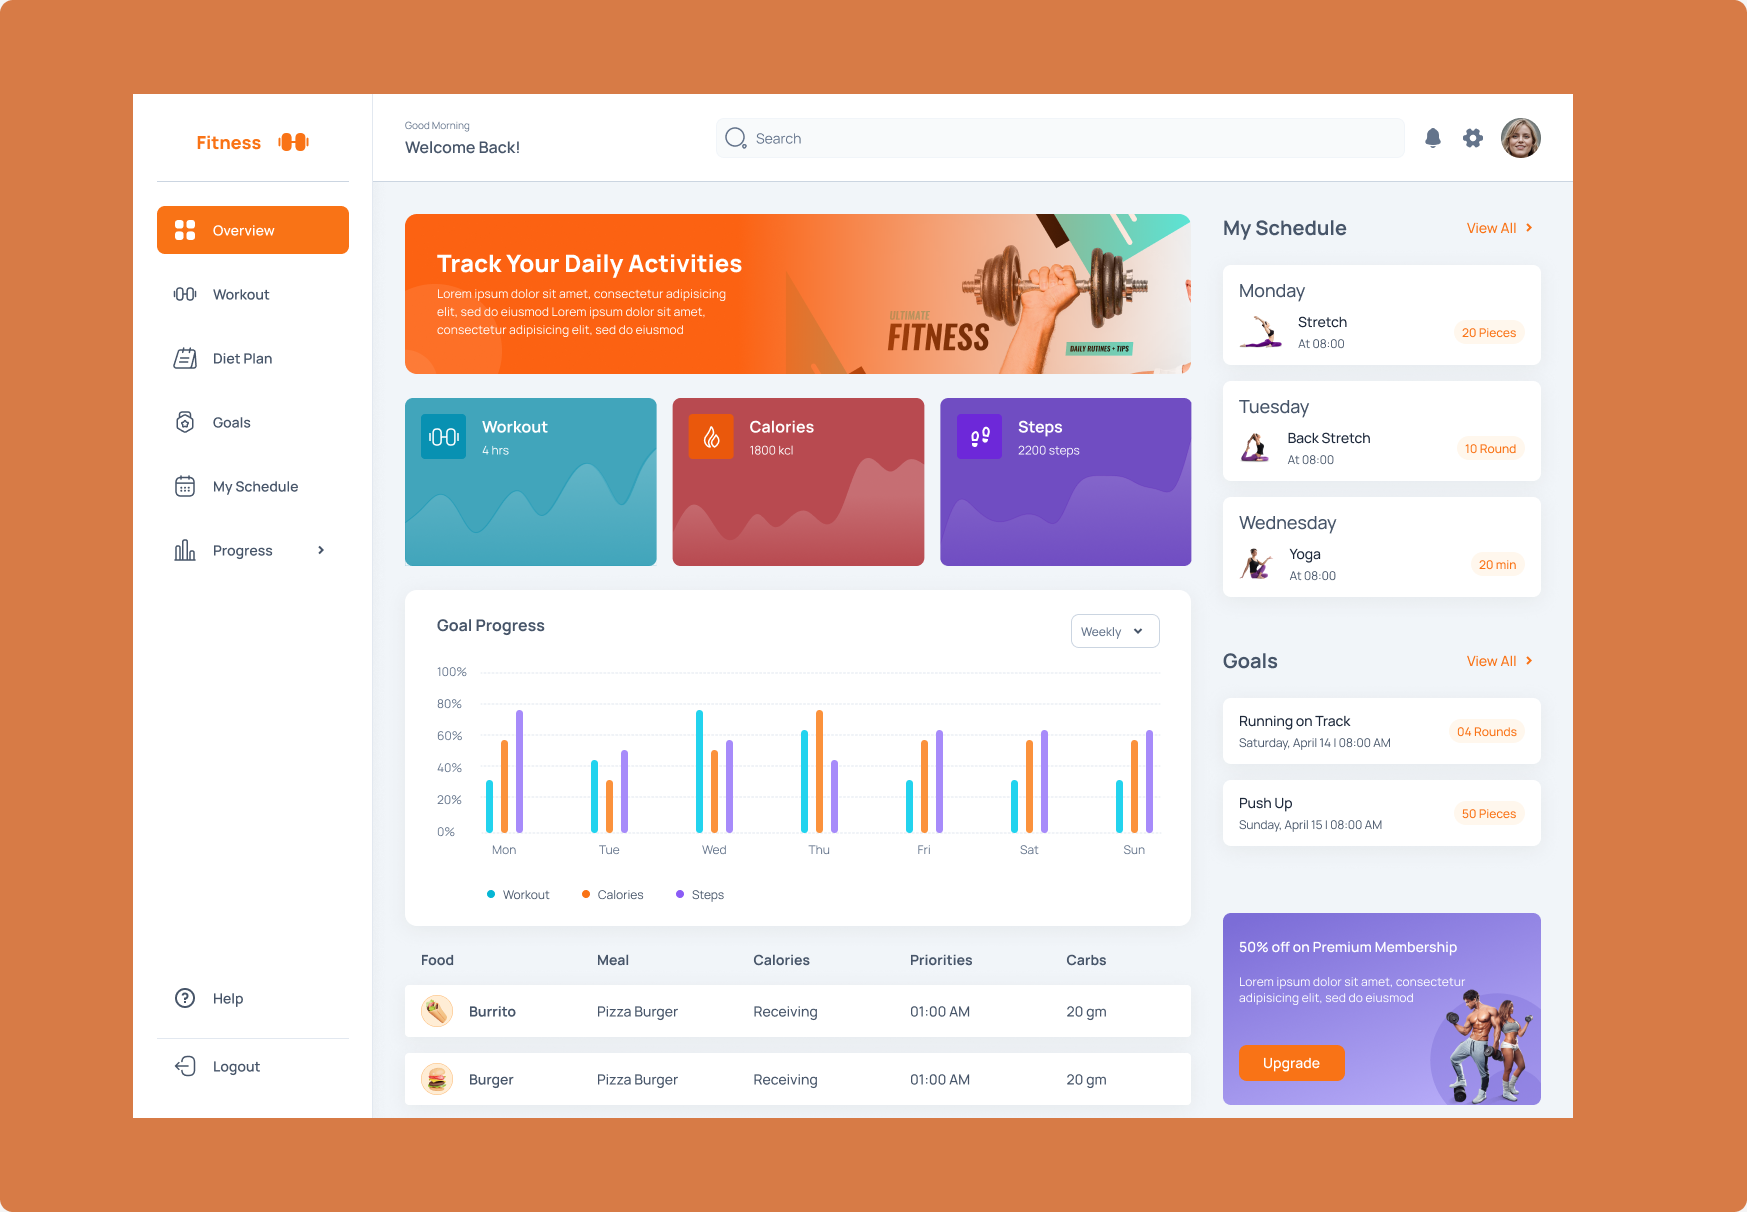 Fitness
Overview
Workout
Diet Plan
Goals
My Schedule
Progress
Help
Logout
Good Morning
Welcome Back!
Search
Track Your Daily Activities
Lorem ipsum dolor sit amet, consectetur adipisicing
elit, sed do eiusmod Lorem ipsum dolor sit amet,
consectetur adipisicing elit, sed do eiusmod
ULTIMATE
FITNESS
DAILY RUTINES + TIPS
Workout
4 hrs
Calories
1800 kcl
Steps
2200 steps
Goal Progress
Weekly
100%
80%
60%
40%
20%
0%
Mon Tue Wed Thu Fri Sat Sun
Workout Calories Steps
Food Meal Calories Priorities Carbs
Burrito Pizza Burger Receiving 01:00 AM 20 gm
Burger Pizza Burger Receiving 01:00 AM 20 gm
My Schedule
View All
Monday
Stretch
At 08:00
20 Pieces
Tuesday
Back Stretch
At 08:00
10 Round
Wednesday
Yoga
At 08:00
20 min
Goals
View All
Running on Track
Saturday, April 14 | 08:00 AM
04 Rounds
Push Up
Sunday, April 15 | 08:00 AM
50 Pieces
50% off on Premium Membership
Lorem ipsum dolor sit amet, consectetur
adipisicing elit, sed do eiusmod
Upgrade